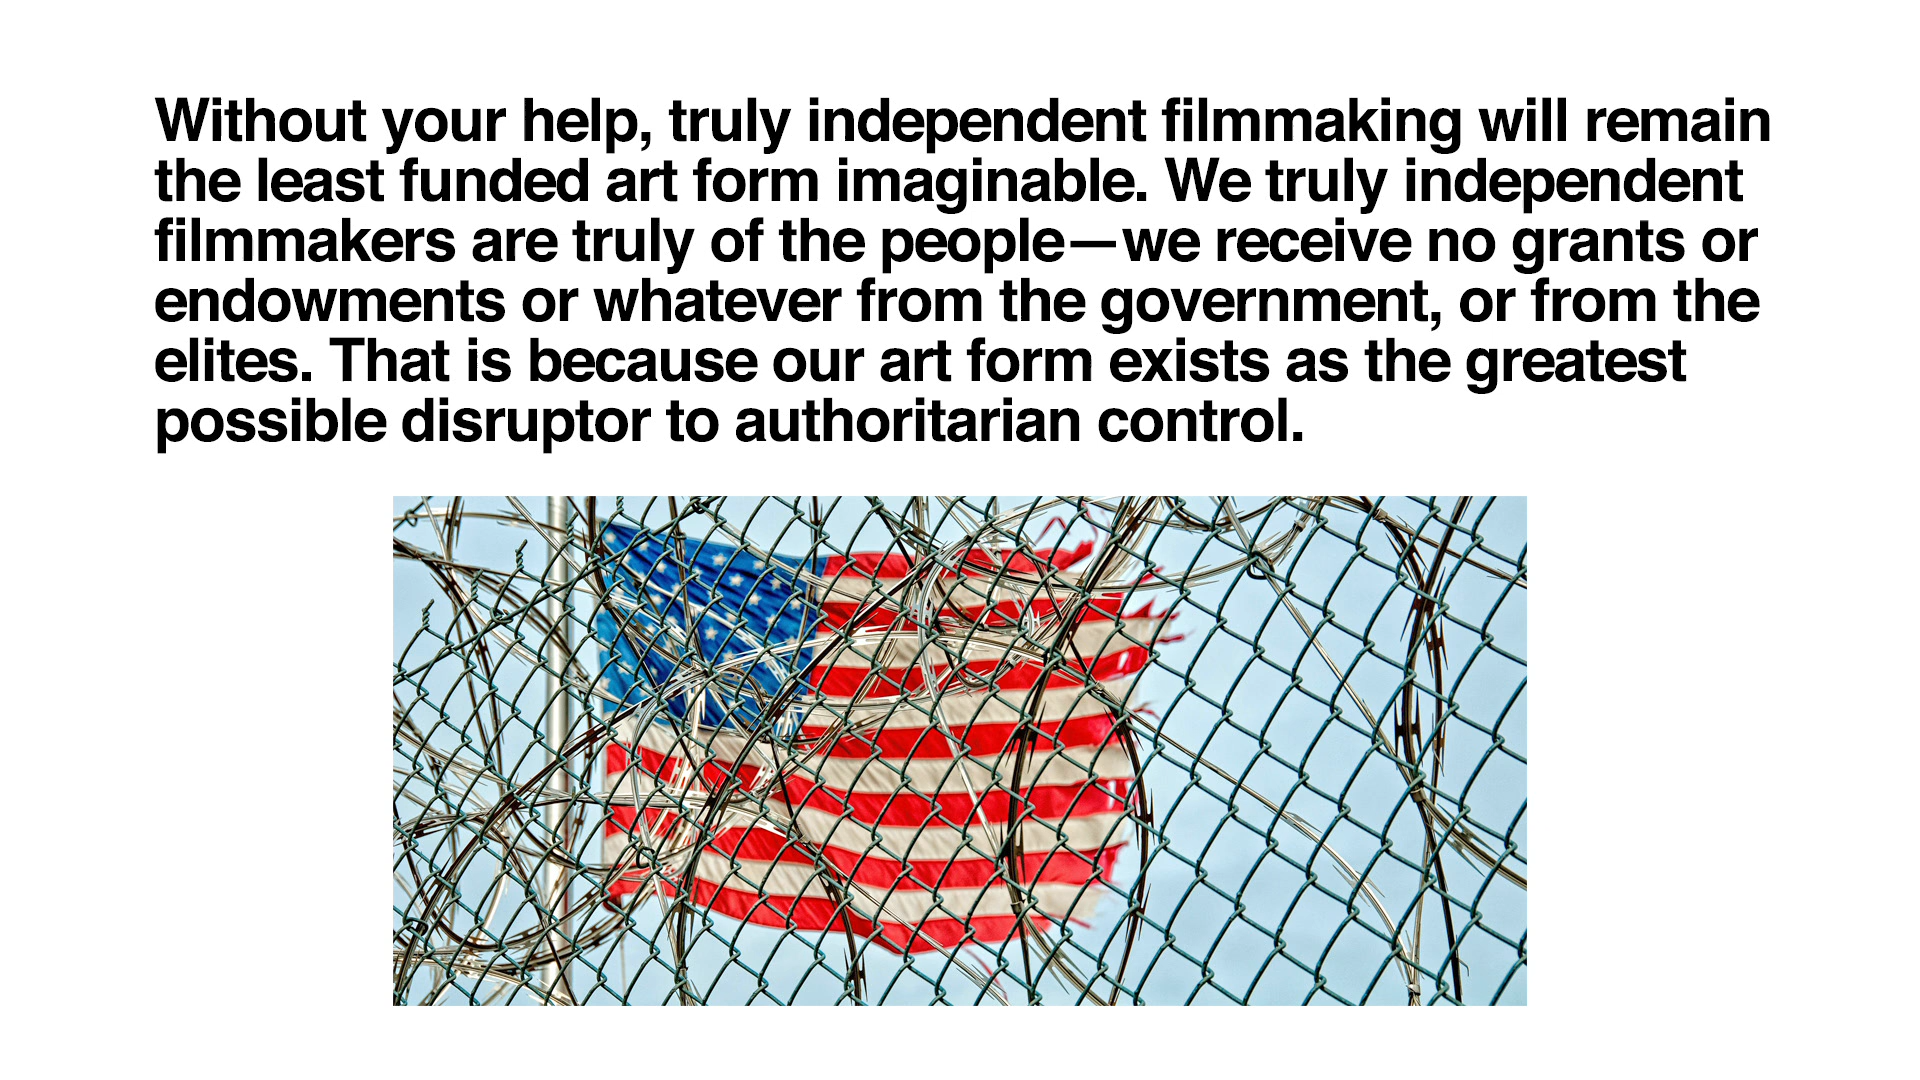 Without your help, truly independent filmmaking will remain
the least funded art form imaginable. We truly independent
filmmakers are truly of the people—we receive no grants or
endowments or whatever from the government, or from the
elites. That is because our art form exists as the greatest
possible disruptor to authoritarian control.